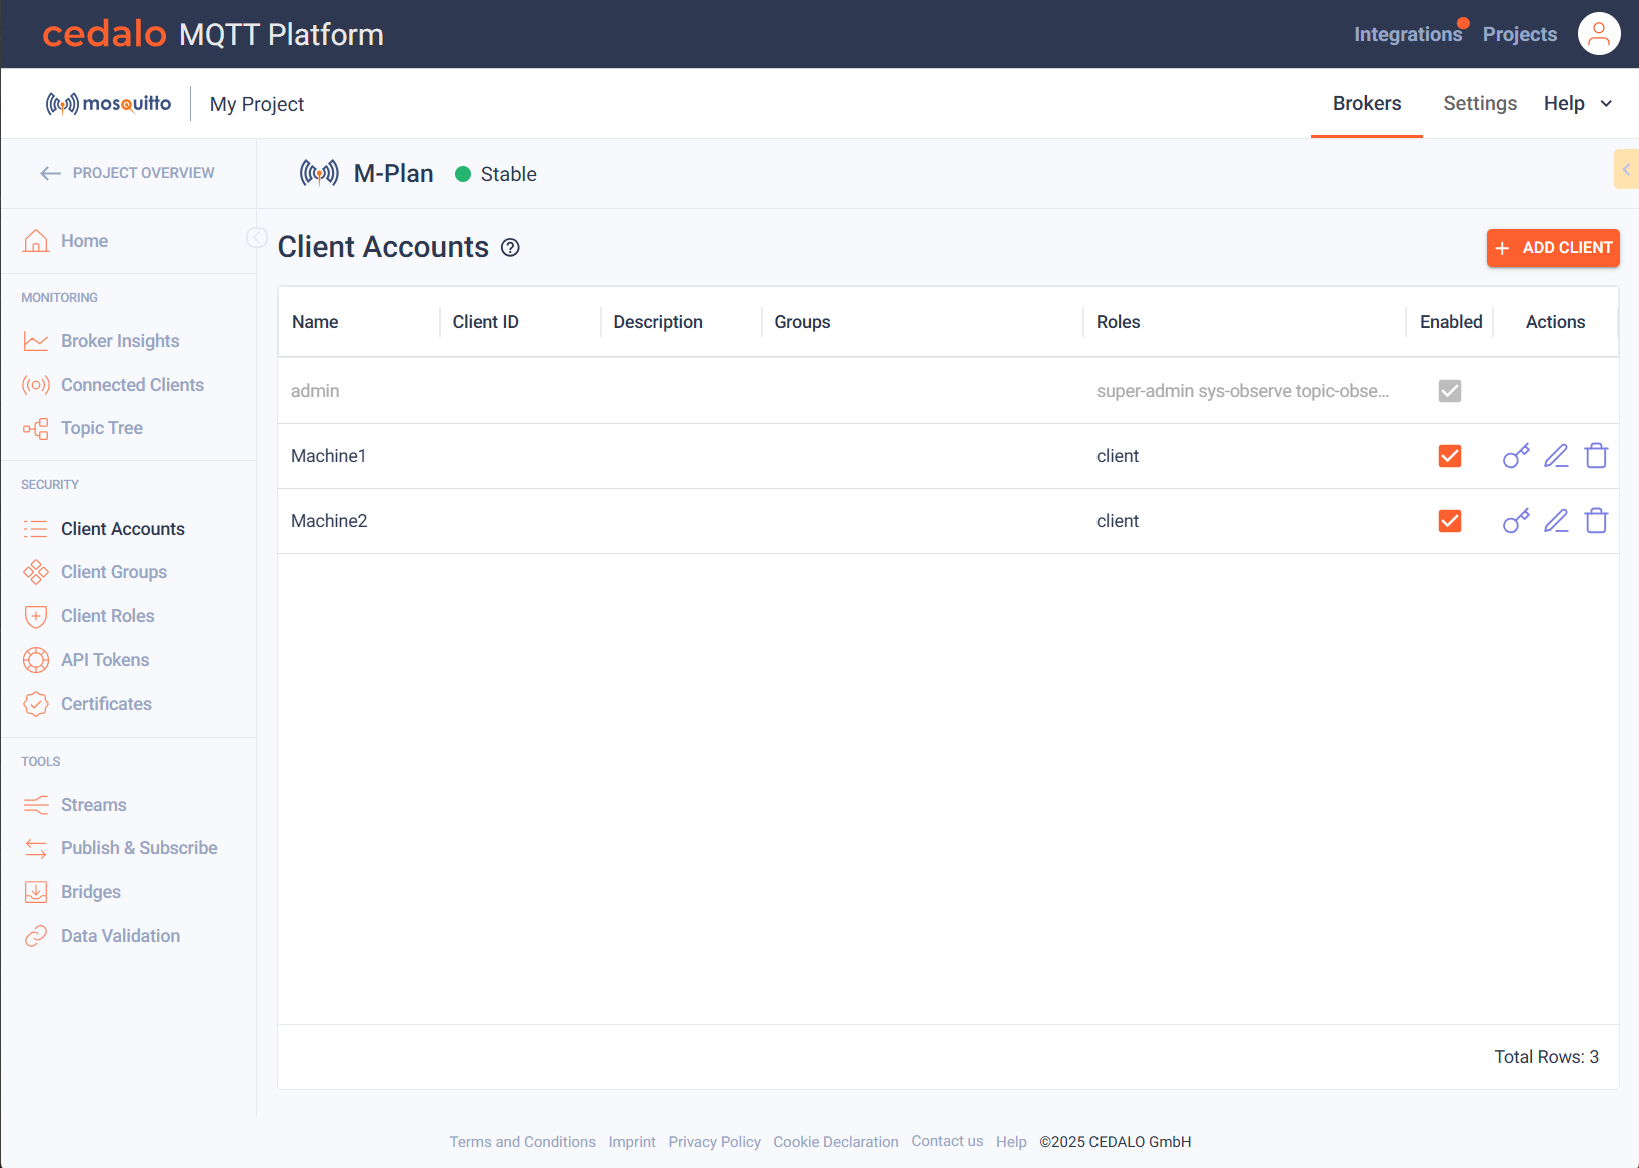 cedalo MQTT Platform
Integrations Projects
mosquitto My Project
Brokers Settings Help
PROJECT OVERVIEW
M-Plan Stable
Home
Client Accounts
ADD CLIENT
MONITORING
Broker Insights
Connected Clients
Topic Tree
SECURITY
Client Accounts
Client Groups
Client Roles
API Tokens
Certificates
TOOLS
Streams
Publish & Subscribe
Bridges
Data Validation
Name Client ID Description Groups Roles Enabled Actions
admin super-admin sys-observe topic-obse...
Machine1 client
Machine2 client
Total Rows: 3
Terms and Conditions Imprint Privacy Policy Cookie Declaration Contact us Help ©2025 CEDALO GmbH